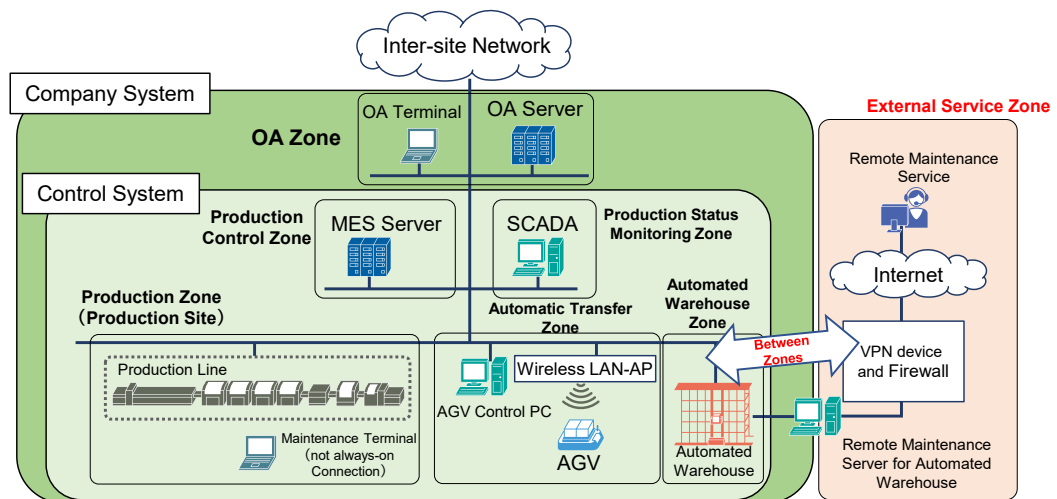 Inter-site Network
Company System
OA Zone
OA Terminal
OA Server
External Service Zone
Remote Maintenance
Service
Control System
Production
Control Zone
MES Server
SCADA
Production Status
Monitoring Zone
Internet
Production Zone
（Production Site）
Automatic Transfer
Zone
Automated
Warehouse
Zone
Between
Zones
VPN device
and Firewall
Production Line
Wireless LAN-AP
AGV Control PC
Maintenance Terminal
（not always-on
Connection）
AGV
Automated
Warehouse
Remote Maintenance
Server for Automated
Warehouse